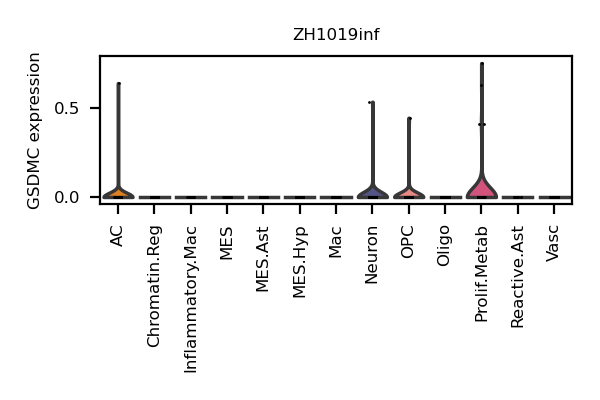 ZH1019inf
GSDMC expression
0.5
0.0
AC
Chromatin.Reg
Inflammatory.Mac
MES
MES.Ast
MES.Hyp
Mac
Neuron
OPC
Oligo
Prolif.Metab
Reactive.Ast
Vasc